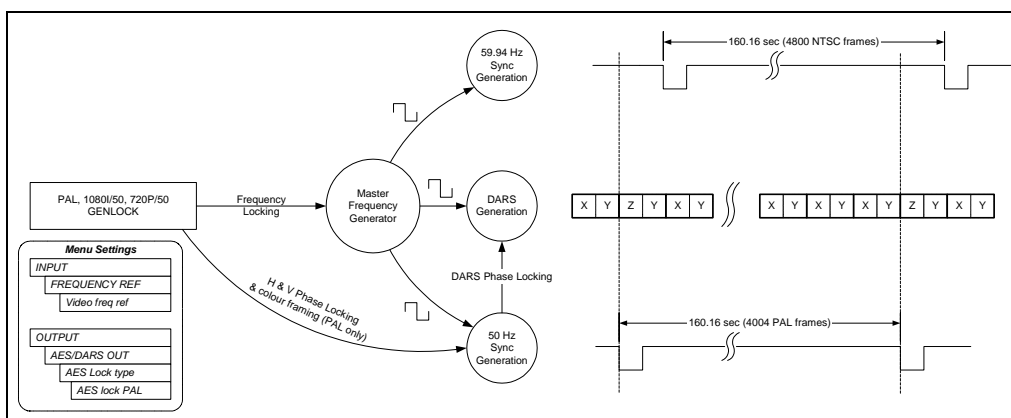 59.94 Hz
Sync
Generation
160.16 sec (4800 NTSC frames)
PAL, 1080I/50, 720P/50
GENLOCK
Frequency
Locking
Master
Frequency
Generator
DARS
Generation
X Y Z Y X Y
X Y X Y X Y Z Y X Y
Menu Settings
INPUT
FREQUENCY REF
Video freq ref
OUTPUT
AES/DARS OUT
AES Lock type
AES lock PAL
H & V Phase Locking
& colour framing (PAL only)
DARS Phase Locking
50 Hz
Sync
Generation
160.16 sec (4004 PAL frames)